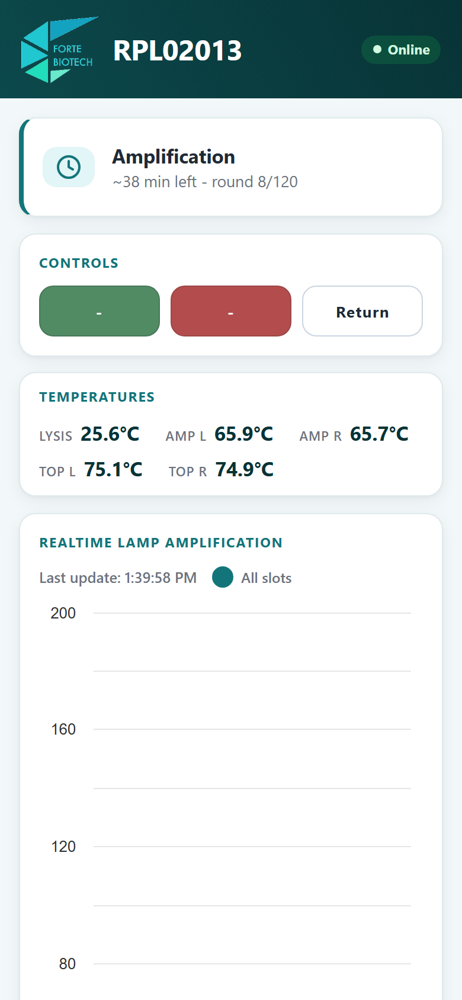 FORTE
BIOTECH
RPL02013
Online
Amplification
~38 min left - round 8/120
CONTROLS
-
-
Return
TEMPERATURES
LYSIS 25.6°C AMP L 65.9°C AMP R 65.7°C
TOP L 75.1°C TOP R 74.9°C
REALTIME LAMP AMPLIFICATION
Last update: 1:39:58 PM All slots
200
160
120
80